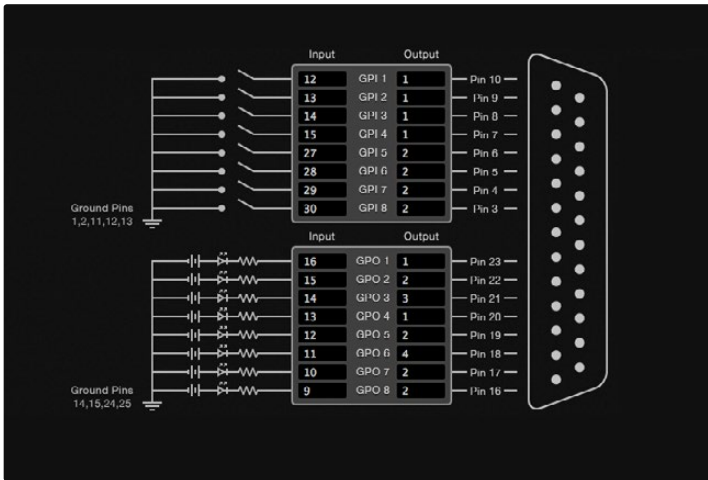 Input Output
12 GPI 1 1 Pin 10
13 GPI 2 1 Pin 9
14 GPI 3 1 Pin 8
15 GPI 4 1 Pin 7
27 GPI 5 2 Pin 6
28 GPI 6 2 Pin 5
29 GPI 7 2 Pin 4
30 GPI 8 2 Pin 3
Ground Pins
1,2,11,12,13
Input Output
16 GPO 1 1 Pin 23
15 GPO 2 2 Pin 22
14 GPO 3 3 Pin 21
13 GPO 4 1 Pin 20
12 GPO 5 2 Pin 19
11 GPO 6 4 Pin 18
10 GPO 7 2 Pin 17
9 GPO 8 2 Pin 16
Ground Pins
14,15,24,25